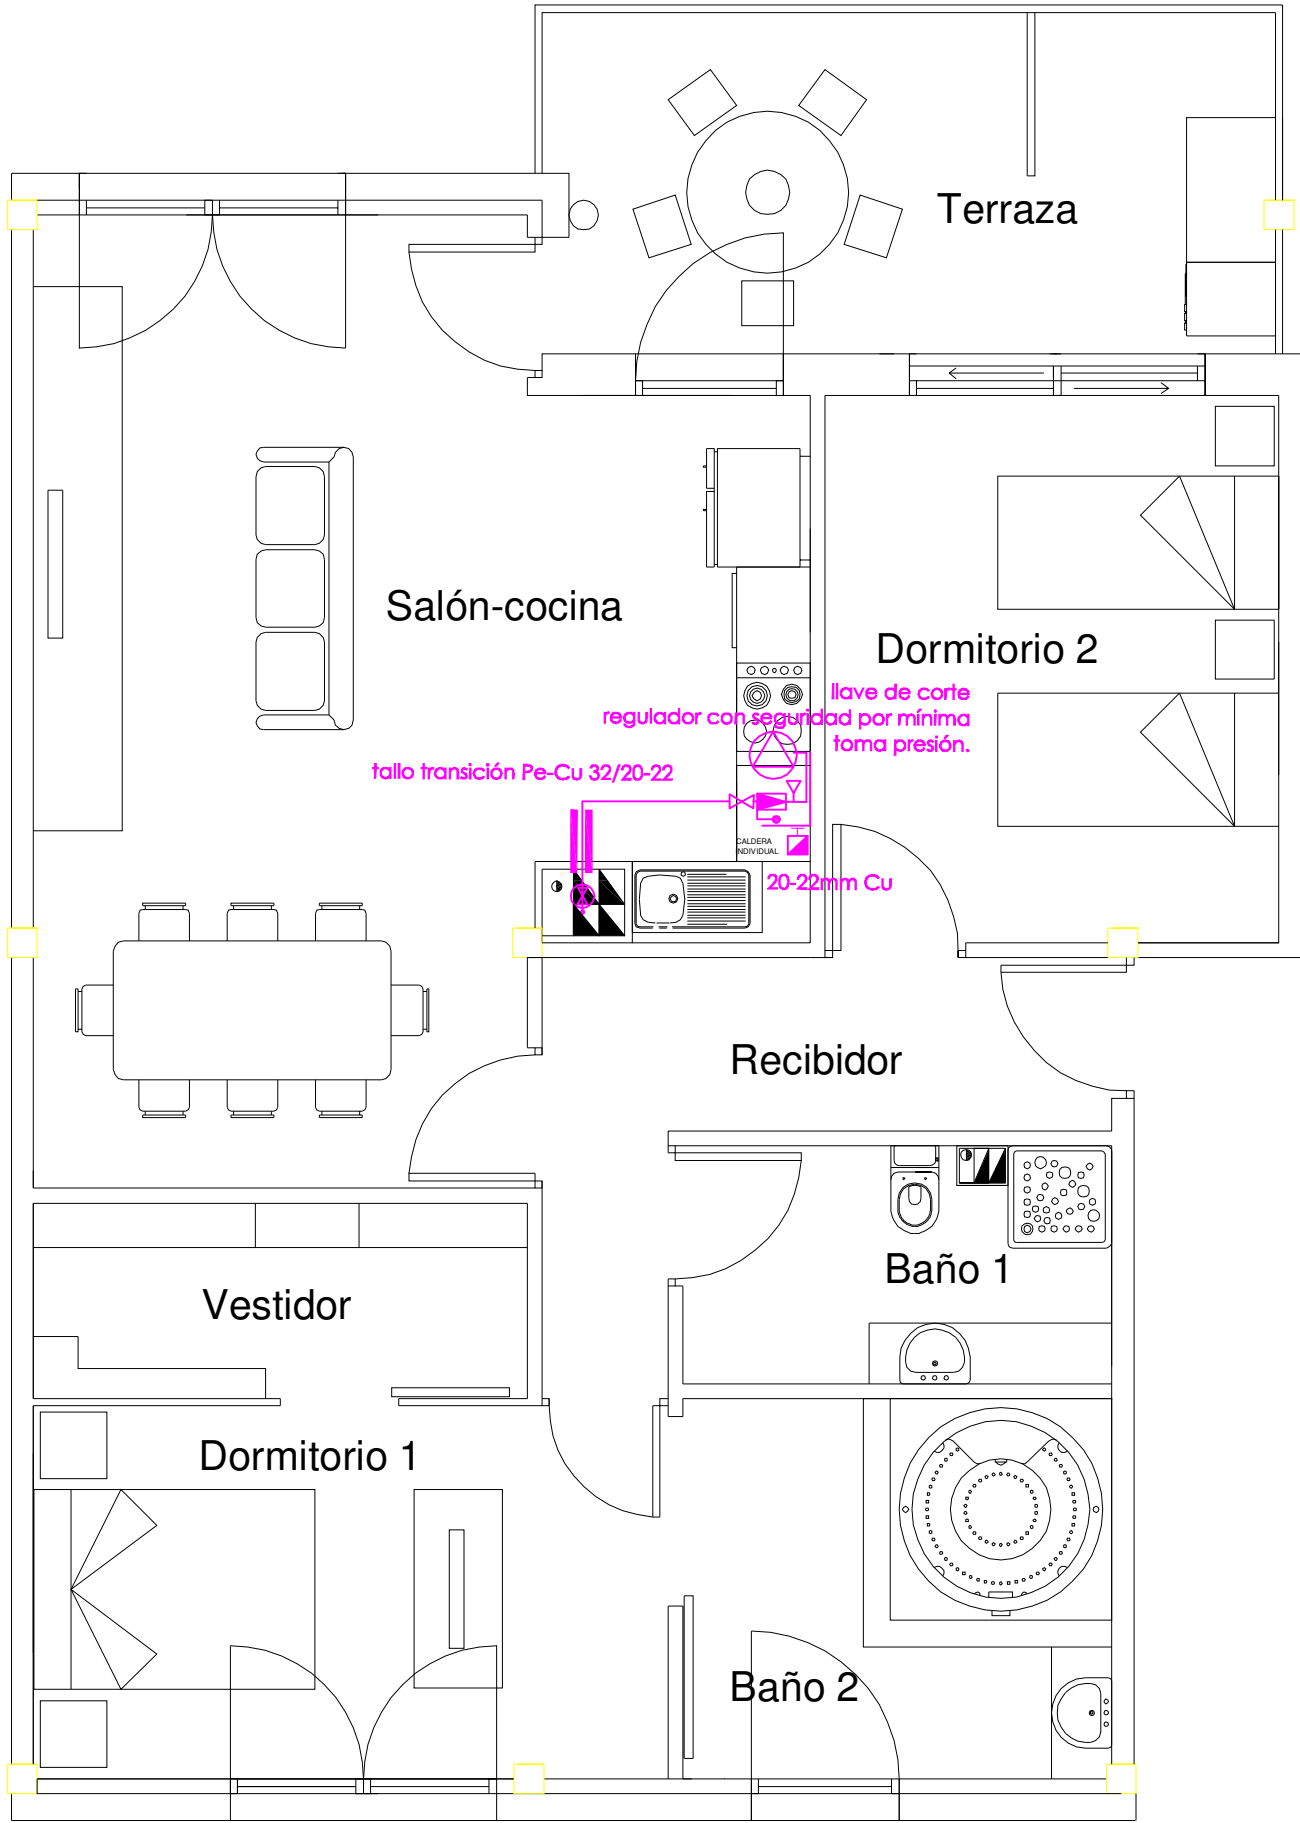 Terraza
Salón-cocina
Dormitorio 2
llave de corte
regulador con seguridad por mínima
toma presión.
tallo transición Pe-Cu 32/20-22
CALDERA
INDIVIDUAL
20-22mm Cu
Recibidor
Baño 1
Vestidor
Dormitorio 1
Baño 2